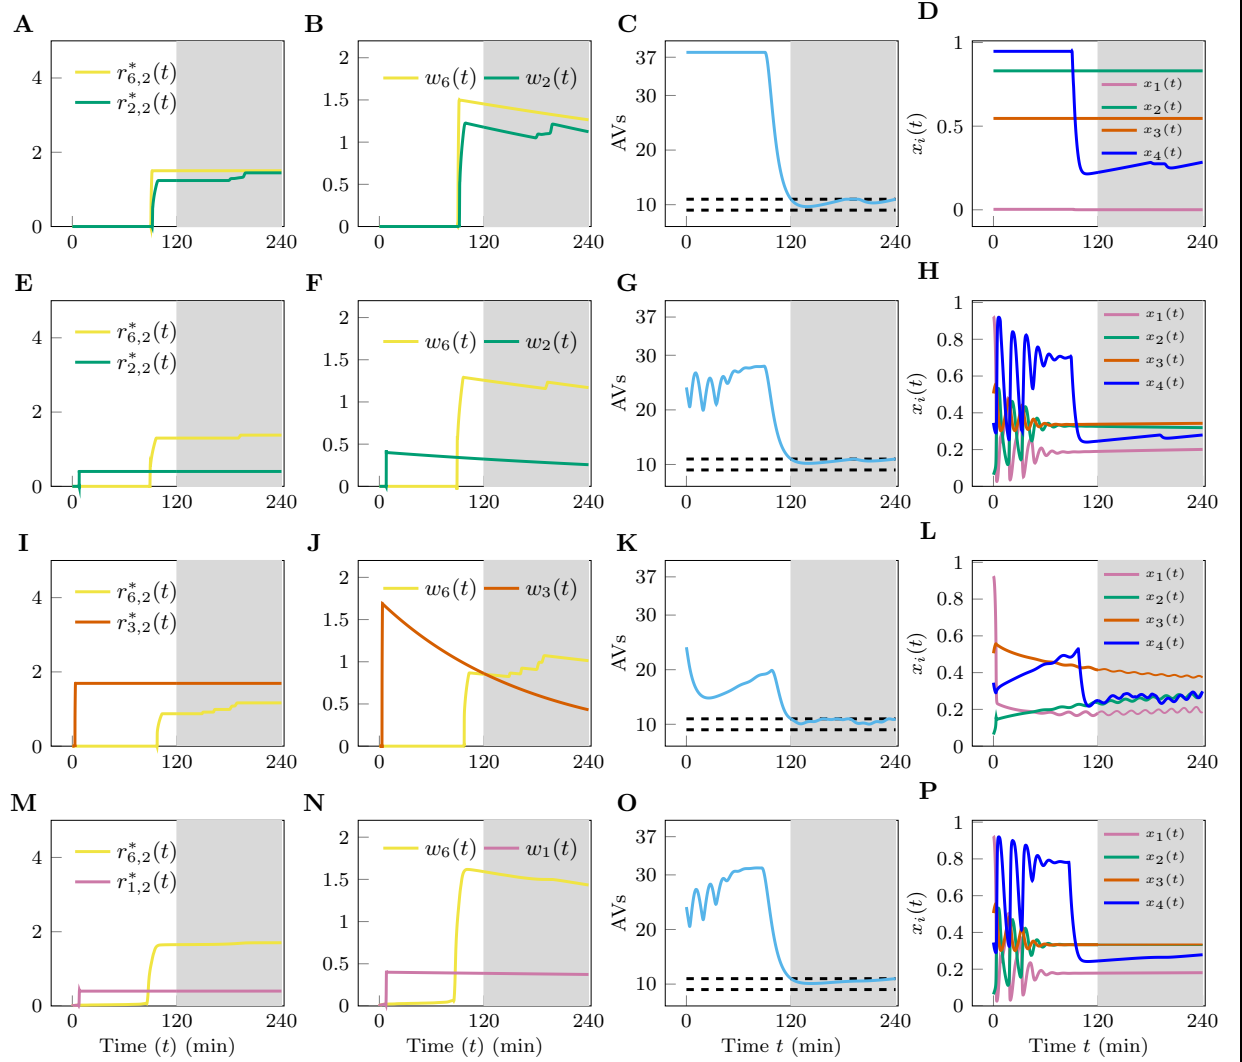 A
B
C
D
r*6,2(t)
r*2,2(t)
w6(t)
w2(t)
AVs
xi(t)
x1(t)
x2(t)
x3(t)
x4(t)
0
2
4
0
120
240
0
0.5
1
1.5
2
0
120
240
10
20
30
37
0
120
240
0
0.5
1
0
120
240
E
F
G
H
r*6,2(t)
r*2,2(t)
w6(t)
w2(t)
AVs
xi(t)
x1(t)
x2(t)
x3(t)
x4(t)
0
2
4
0
120
240
0
0.5
1
1.5
2
0
120
240
10
20
30
37
0
120
240
0
0.2
0.4
0.6
0.8
1
0
120
240
I
J
K
L
r*6,2(t)
r*3,2(t)
w6(t)
w3(t)
AVs
xi(t)
x1(t)
x2(t)
x3(t)
x4(t)
0
2
4
0
120
240
0
0.5
1
1.5
2
0
120
240
10
20
30
37
0
120
240
0
0.2
0.4
0.6
0.8
1
0
120
240
M
N
O
P
r*6,2(t)
r*1,2(t)
w6(t)
w1(t)
AVs
xi(t)
x1(t)
x2(t)
x3(t)
x4(t)
0
2
4
0
120
240
Time (t) (min)
0
0.5
1
1.5
2
0
120
240
Time (t) (min)
10
20
30
37
0
120
240
Time t (min)
0
0.2
0.4
0.6
0.8
1
0
120
240
Time t (min)